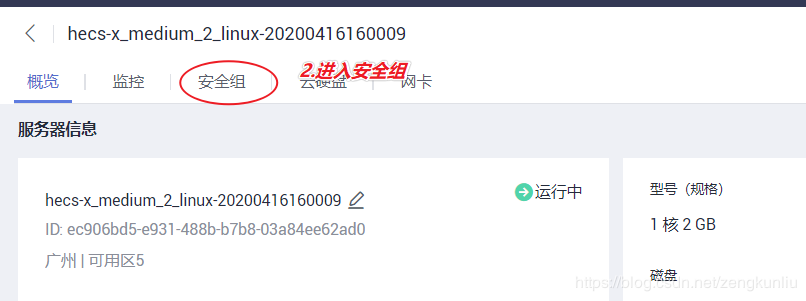 hecs-x_medium_2_linux-20200416160009
概览 监控 安全组 2.进入安全组 云硬盘 网卡
服务器信息
hecs-x_medium_2_linux-20200416160009 运行中
ID: ec906bd5-e931-488b-b7b8-03a84ee62ad0
广州 | 可用区5
型号（规格）
1 核 2 GB
磁盘
https://blog.csdn.net/zengkunliu